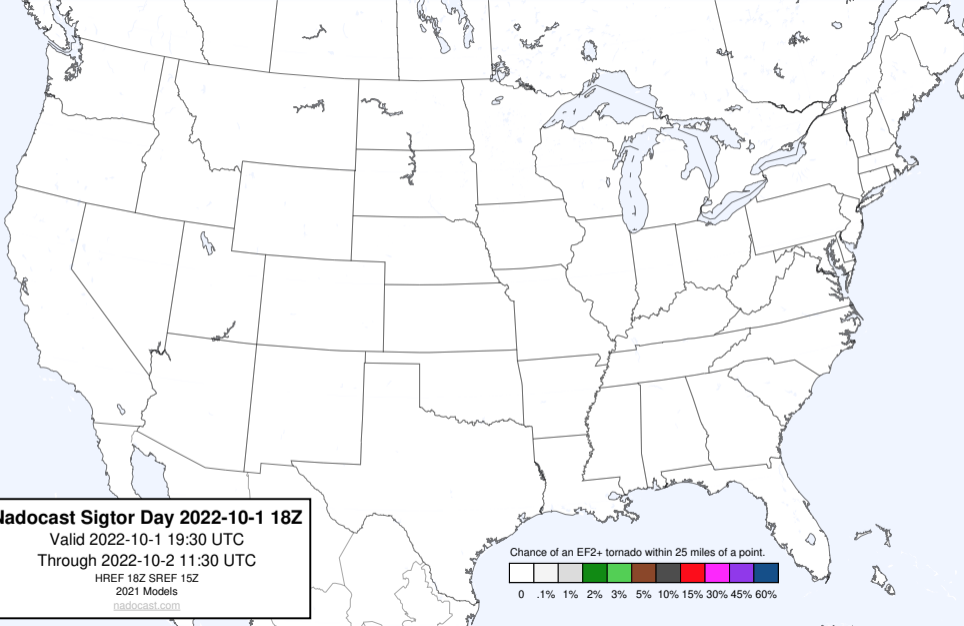 Nadocast Sigtor Day 2022-10-1 18Z
Valid 2022-10-1 19:30 UTC
Through 2022-10-2 11:30 UTC
HREF 18Z SREF 15Z
2021 Models
nadocast.com
Chance of an EF2+ tornado within 25 miles of a point.
0 .1% 1% 2% 3% 5% 10% 15% 30% 45% 60%